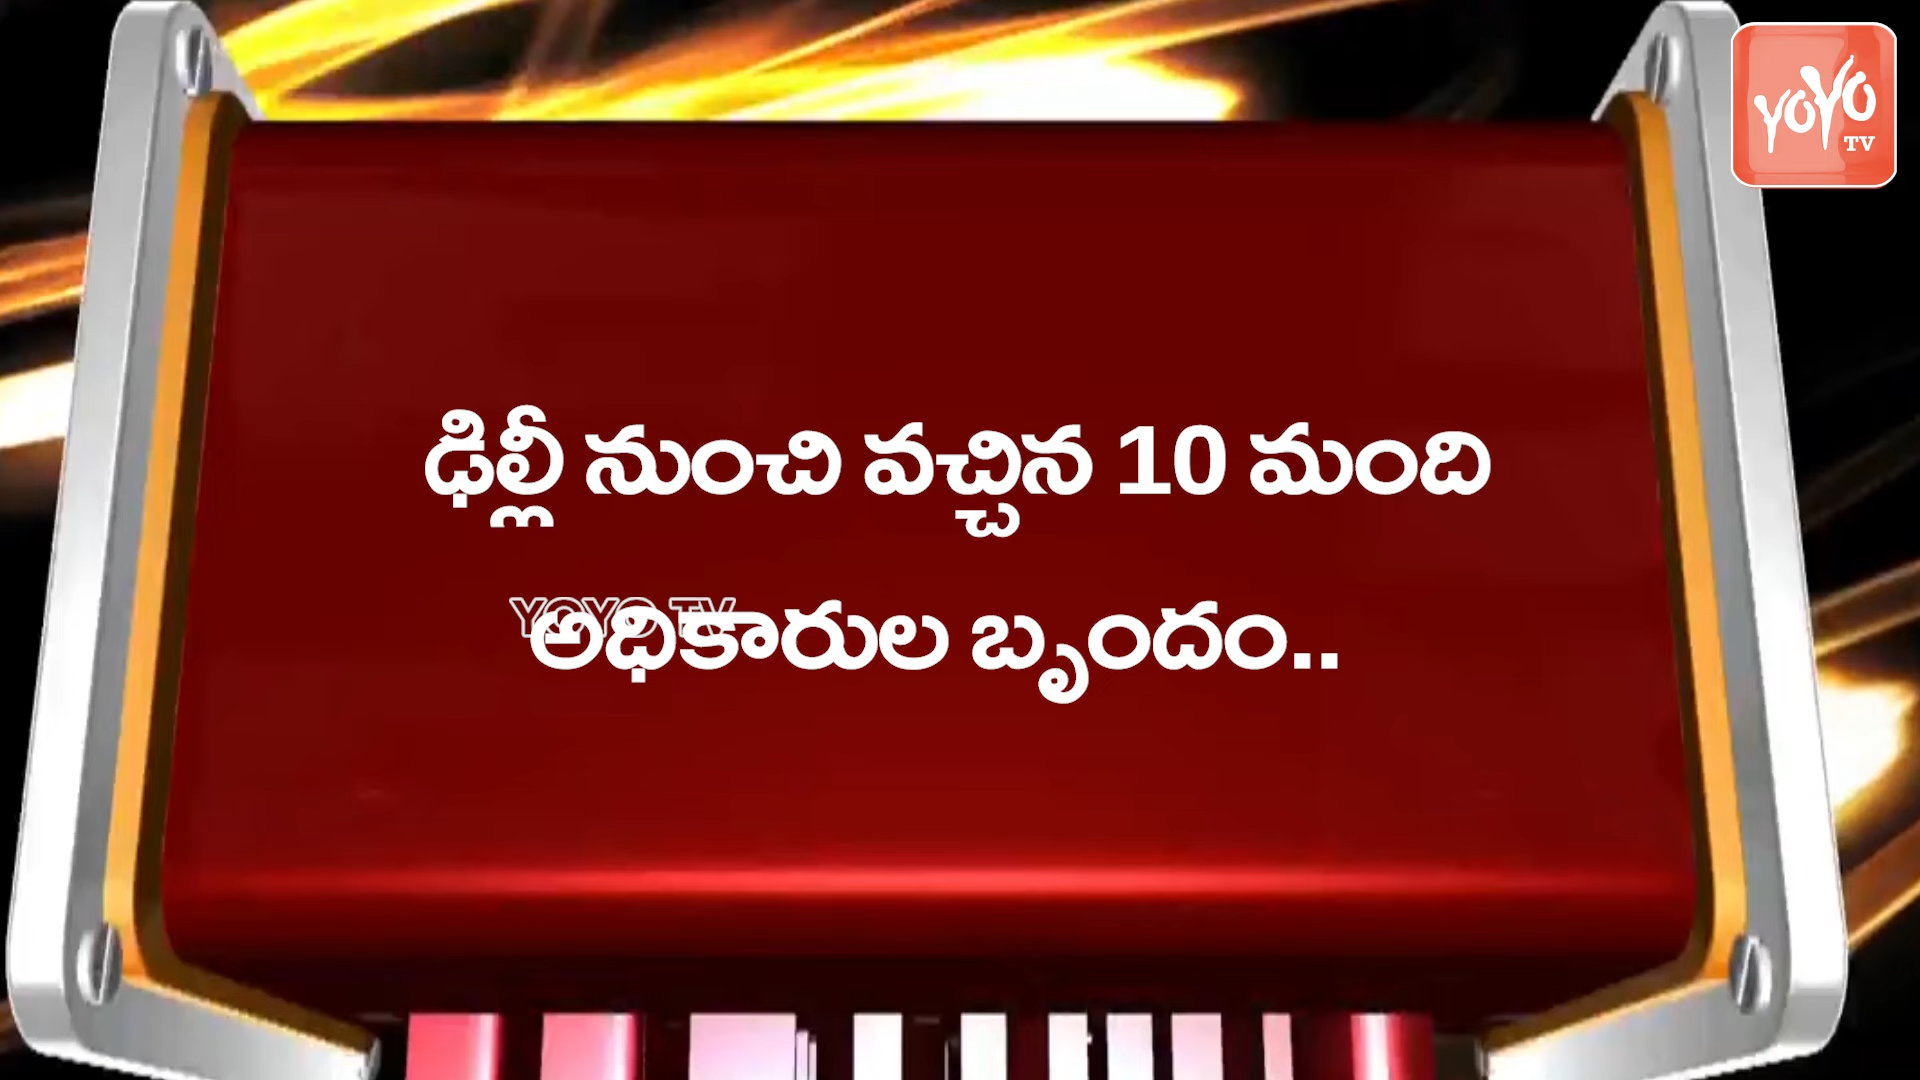 YOYO
TV
ఢిల్లీ నుంచి వచ్చిన 10 మంది
YOYO TV
అధికారుల బృందం..